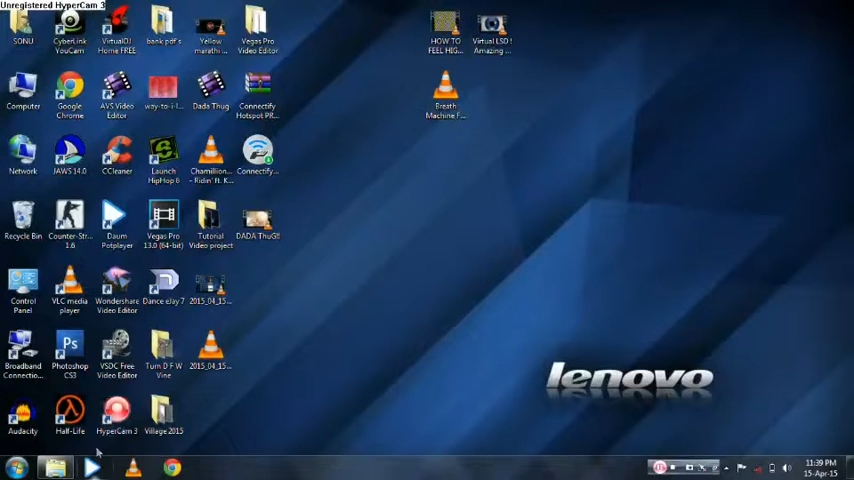 Unregistered HyperCam 3
SONU
CyberLink
YouCam
VirtualDJ
Home FREE
bank pdf's
Yellow
marathi ...
Vegas Pro
Video Editor
HOW TO
FEEL HIG...
Virtual LSD !
Amazing ...
Computer
Google
Chrome
AVS Video
Editor
way-to-i-l...
Dada Thug
Connectify
Hotspot PR...
Breath
Machine F...
Network
JAWS 14.0
CCleaner
Launch
HipHop 6
Chamillion...
- Ridin' ft. K...
Connectify...
Recycle Bin
Counter-Str...
1.6
Daum
Potplayer
Vegas Pro
13.0 (64-bit)
Tutorial
Video project
DADA ThuG!!
Control
Panel
VLC media
player
Wondershare
Video Editor
Dance eJay 7
2015_04_15...
Broadband
Connectio...
Ps
Photoshop
CS3
VSDC Free
Video Editor
Turn D F W
Vine
2015_04_15...
lenovo
Audacity
Half-Life
HyperCam 3
Village 2015
11:39 PM
15-Apr-15